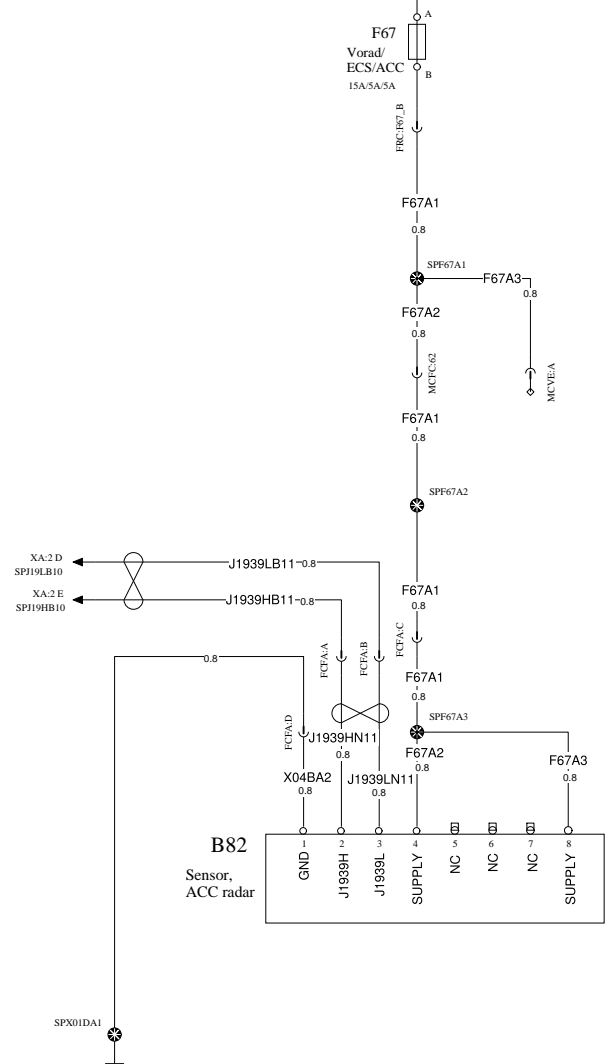 A
F67
Vorad/
ECS/ACC
B
15A/5A/5A
FRC:F67_B
F67A1
0.8
SPF67A1
F67A3
0.8
F67A2
0.8
MCFC:62
MCVE:A
F67A1
0.8
SPF67A2
XA:2 D
SPJ19LB10
J1939LB11
0.8
XA:2 E
SPJ19HB10
J1939HB11
0.8
F67A1
0.8
FCFA:C
FCFA:A
FCFA:B
0.8
F67A1
0.8
SPF67A3
FCFA:D
J1939HN11
0.8
F67A2
0.8
F67A3
0.8
X04BA2
0.8
J1939LN11
0.8
B82
Sensor,
ACC radar
1
2
3
4
5
6
7
8
GND
J1939H
J1939L
SUPPLY
NC
NC
NC
SUPPLY
SPX01DA1